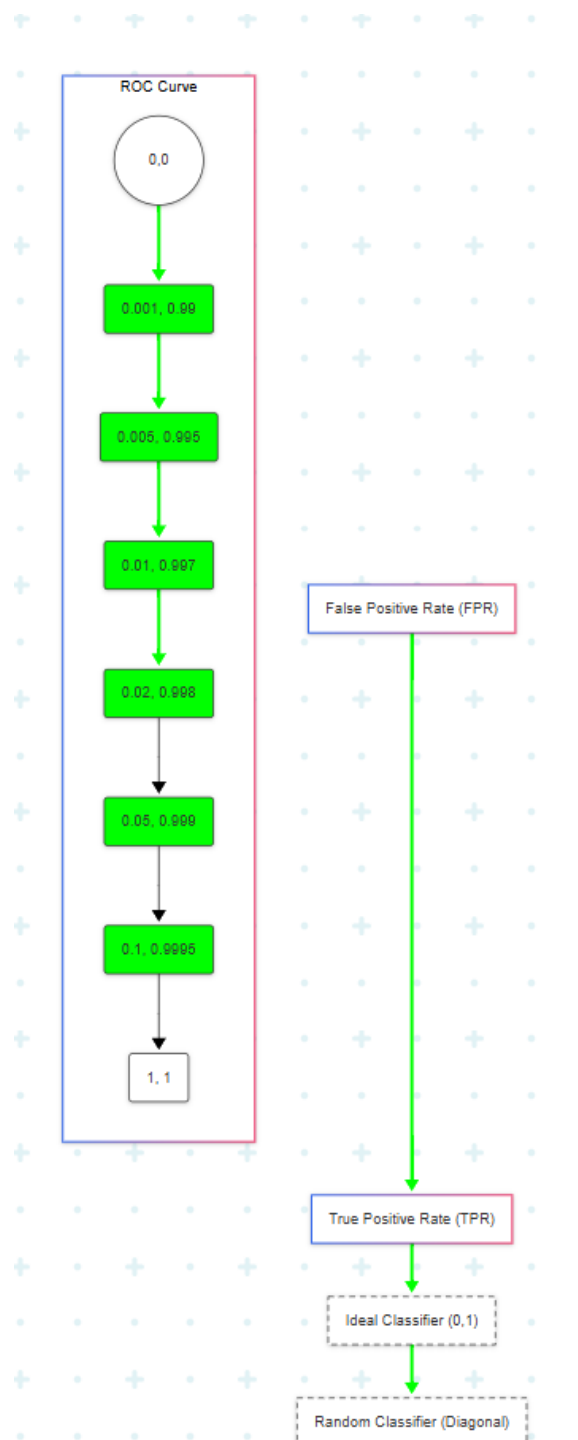 ROC Curve
0,0
0.001, 0.99
0.005, 0.995
0.01, 0.997
0.02, 0.998
0.05, 0.999
0.1, 0.9995
1, 1
False Positive Rate (FPR)
True Positive Rate (TPR)
Ideal Classifier (0,1)
Random Classifier (Diagonal)